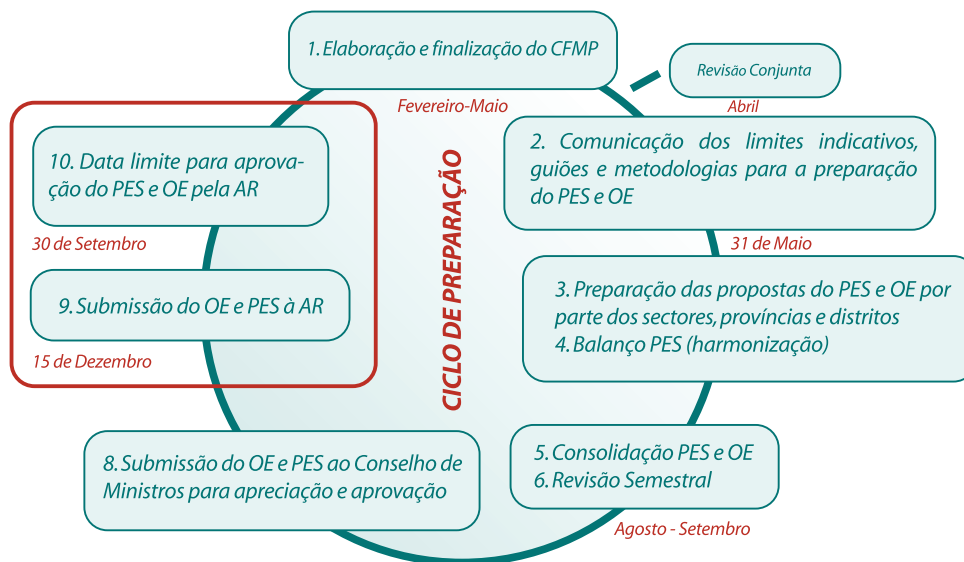 1. Elaboração e finalização do CFMP
Fevereiro-Maio
Revisão Conjunta
Abril
2. Comunicação dos limites indicativos,
guiões e metodologias para a preparação
do PES e OE
31 de Maio
3. Preparação das propostas do PES e OE por
parte dos sectores, províncias e distritos
4. Balanço PES (harmonização)
5. Consolidação PES e OE
6. Revisão Semestral
Agosto - Setembro
8. Submissão do OE e PES ao Conselho de
Ministros para apreciação e aprovação
9. Submissão do OE e PES à AR
15 de Dezembro
10. Data limite para aprova-
ção do PES e OE pela AR
30 de Setembro
CICLO DE PREPARAÇÃO